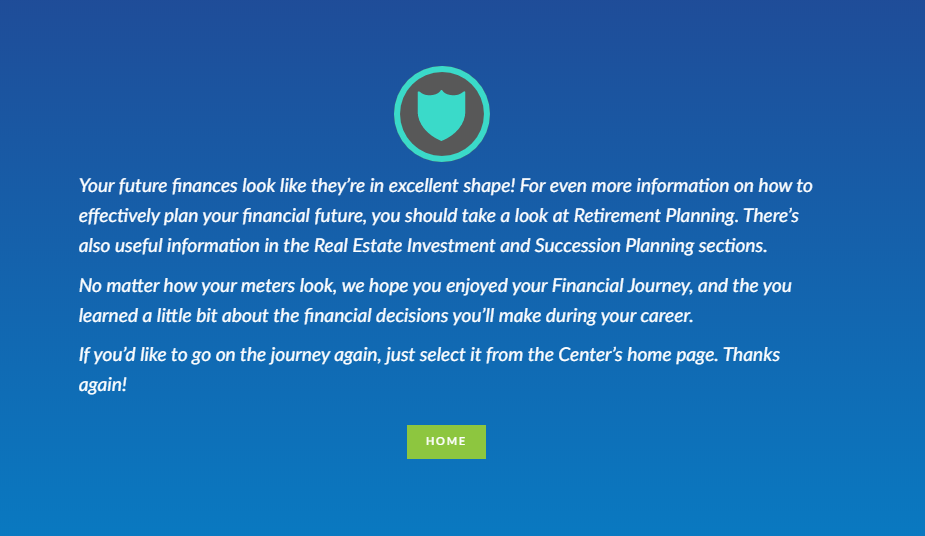 Your future finances look like they’re in excellent shape! For even more information on how to
effectively plan your financial future, you should take a look at Retirement Planning. There’s
also useful information in the Real Estate Investment and Succession Planning sections.
No matter how your meters look, we hope you enjoyed your Financial Journey, and the you
learned a little bit about the financial decisions you’ll make during your career.
If you’d like to go on the journey again, just select it from the Center’s home page. Thanks
again!
HOME